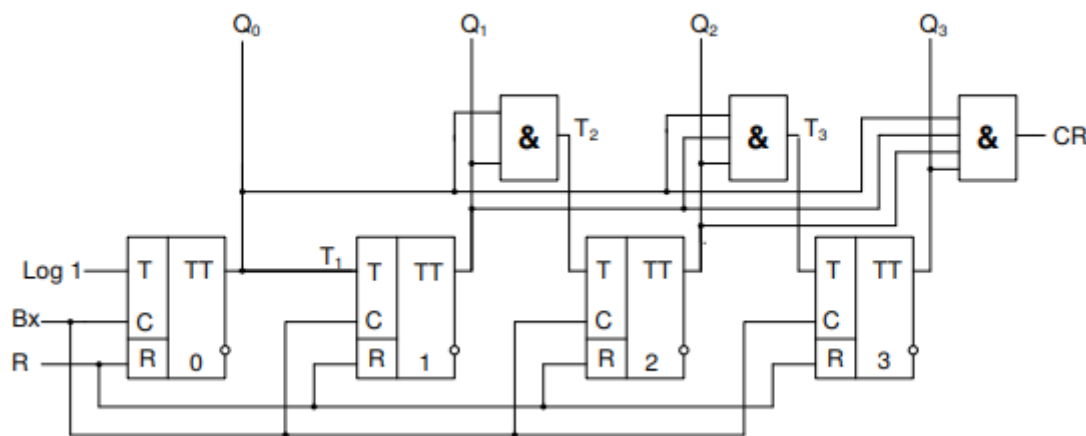 Q0 Q1 Q2 Q3
& T2 & T3 & CR
Log 1 T TT T1 T TT T TT T TT
Bx C C C C
R R 0 R 1 R 2 R 3